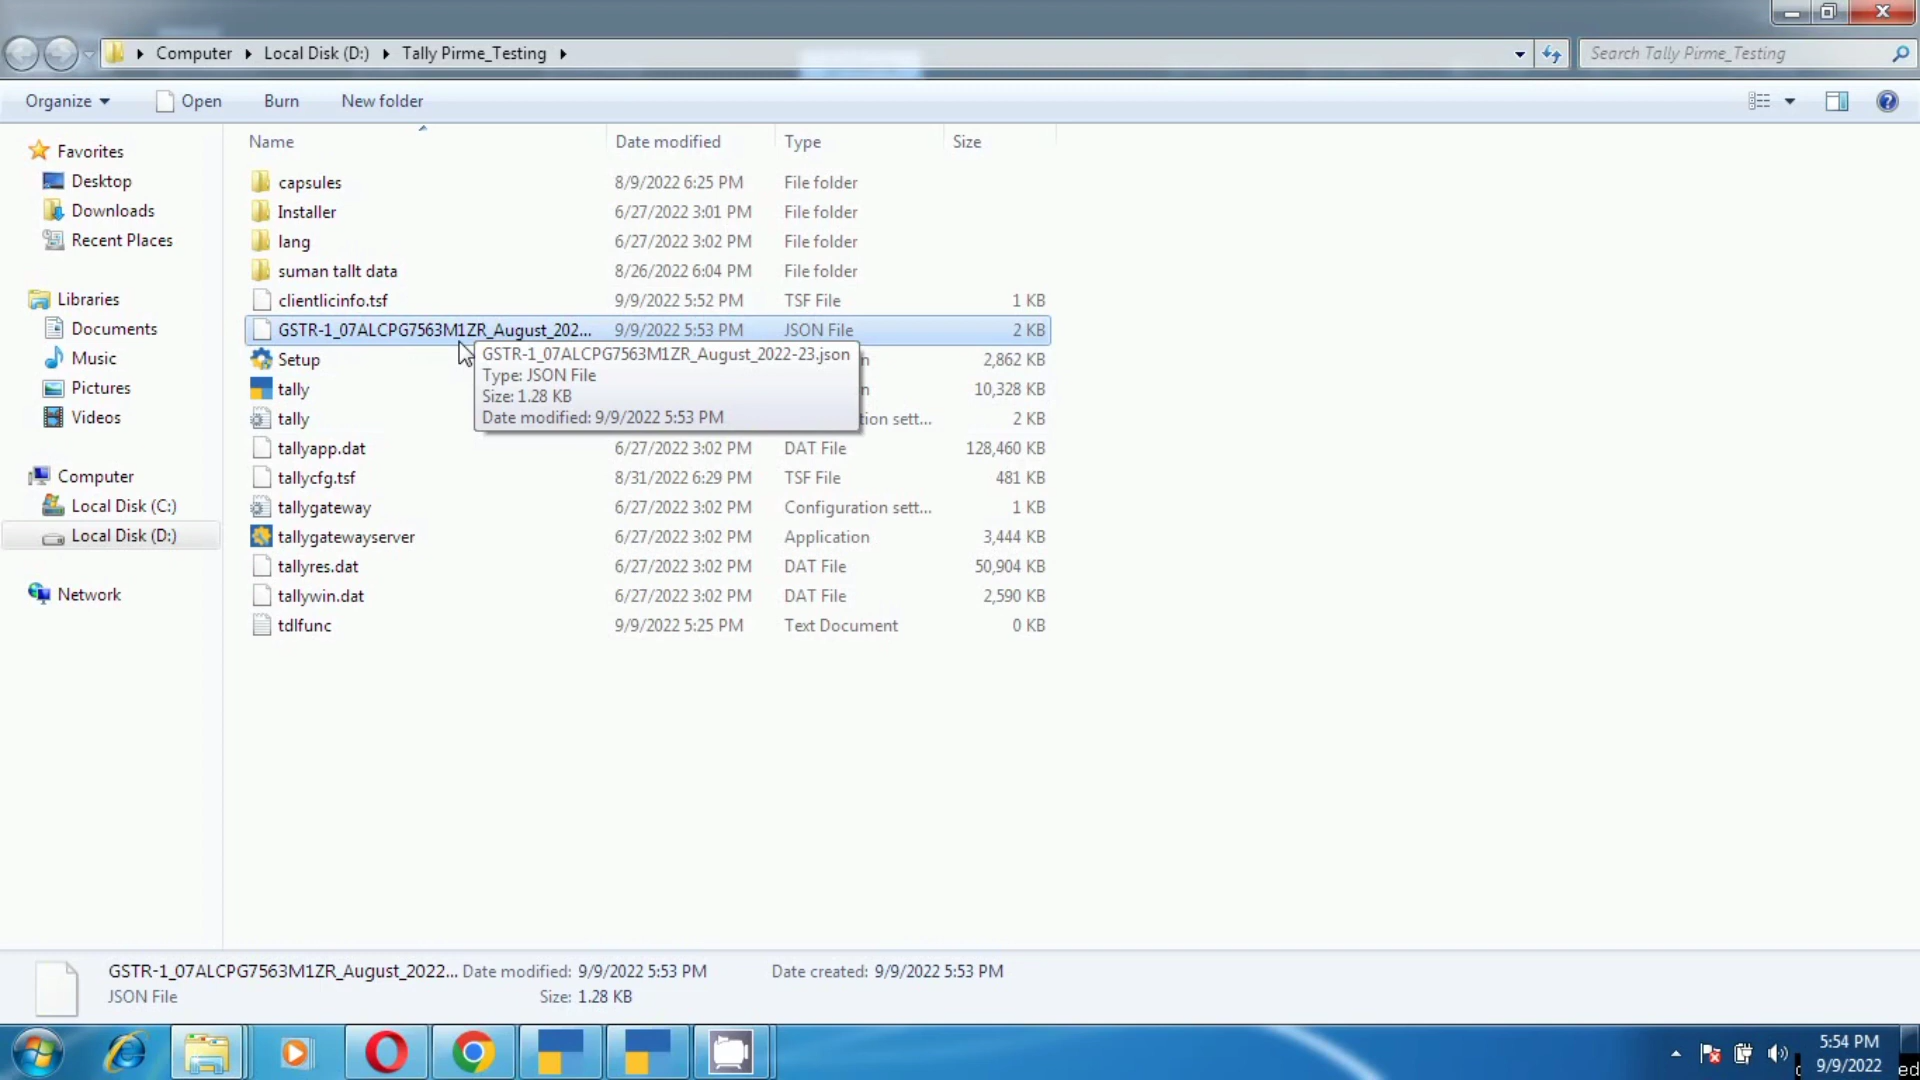 Computer Local Disk (D:) Tally Pirme_Testing Search Tally Pirme_Testing
Organize Open Burn New folder
Name Date modified Type Size
Favorites
Desktop
Downloads
Recent Places
Libraries
Documents
Music
Pictures
Videos
Computer
Local Disk (C:)
Local Disk (D:)
Network
capsules 8/9/2022 6:25 PM File folder
Installer 6/27/2022 3:01 PM File folder
lang 6/27/2022 3:02 PM File folder
suman tallt data 8/26/2022 6:04 PM File folder
clientlicinfo.tsf 9/9/2022 5:52 PM TSF File 1 KB
GSTR-1_07ALCPG7563M1ZR_August_202... 9/9/2022 5:53 PM JSON File 2 KB
Setup 2,862 KB
tally 10,328 KB
tally 2 KB
GSTR-1_07ALCPG7563M1ZR_August_2022-23.json
Type: JSON File
Size: 1.28 KB
Date modified: 9/9/2022 5:53 PM
tallyapp.dat 6/27/2022 3:02 PM DAT File 128,460 KB
tallycfg.tsf 8/31/2022 6:29 PM TSF File 481 KB
tallygateway 6/27/2022 3:02 PM Configuration sett... 1 KB
tallygatewayserver 6/27/2022 3:02 PM Application 3,444 KB
tallyres.dat 6/27/2022 3:02 PM DAT File 50,904 KB
tallywin.dat 6/27/2022 3:02 PM DAT File 2,590 KB
tdlfunc 9/9/2022 5:25 PM Text Document 0 KB
GSTR-1_07ALCPG7563M1ZR_August_2022... Date modified: 9/9/2022 5:53 PM Date created: 9/9/2022 5:53 PM
JSON File Size: 1.28 KB
5:54 PM
9/9/2022